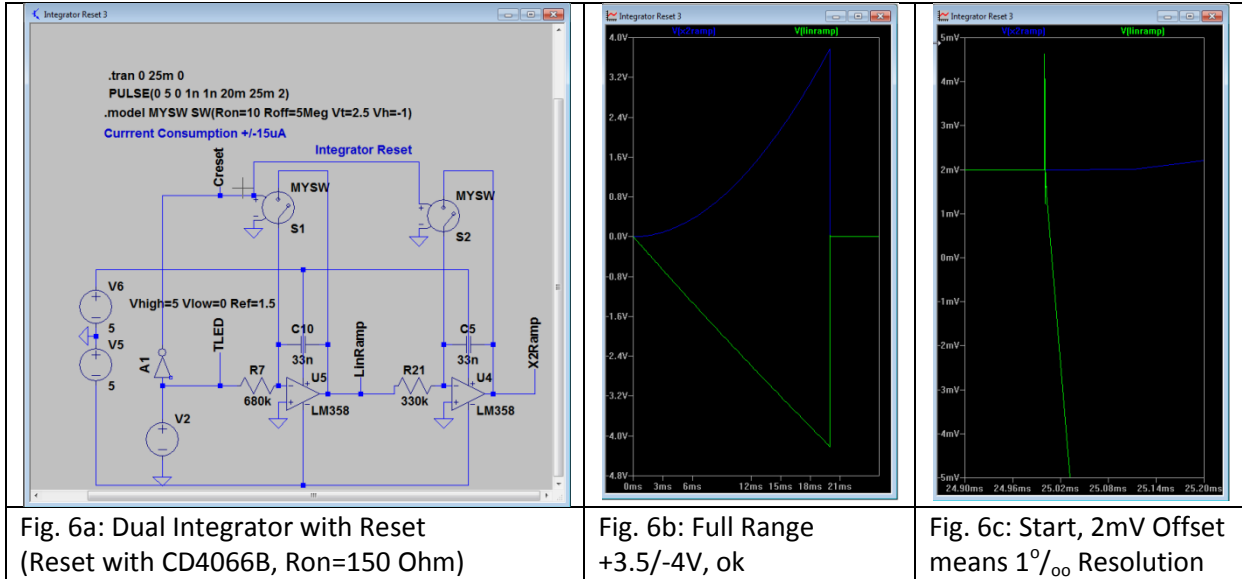 Integrator Reset 3
.tran 0 25m 0
PULSE(0 5 0 1n 1n 20m 25m 2)
.model MYSW SW(Ron=10 Roff=5Meg Vt=2.5 Vh=-1)
Currrent Consumption +/-15uA
Integrator Reset
Creset
MYSW
S1
MYSW
S2
V6
5
Vhigh=5 Vlow=0 Ref=1.5
V5
5
A1
TLED
V2
R7
680k
C10
33n
U5
LM358
LinRamp
R21
330k
C5
33n
U4
LM358
X2Ramp
Fig. 6a: Dual Integrator with Reset
(Reset with CD4066B, Ron=150 Ohm)
Integrator Reset 3
V(x2ramp) V(linramp)
4.0V
3.2V
2.4V
1.6V
0.8V
0.0V
-0.8V
-1.6V
-2.4V
-3.2V
-4.0V
-4.8V
0ms 3ms 6ms 12ms 15ms 18ms 21ms
Fig. 6b: Full Range
+3.5/-4V, ok
Integrator Reset 3
V(x2ramp) V(linramp)
5mV
4mV
3mV
2mV
1mV
0mV
-1mV
-2mV
-3mV
-4mV
-5mV
24.90ms 24.96ms 25.02ms 25.08ms 25.14ms 25.20ms
Fig. 6c: Start, 2mV Offset
means 1°/₀₀ Resolution